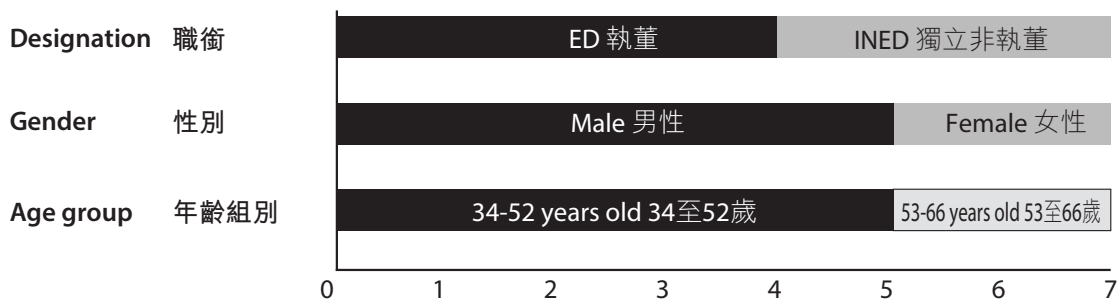 Designation 職銜 ED 執董 INED 獨立非執董
Gender 性別 Male 男性 Female 女性
Age group 年齡組別 34-52 years old 34至52歲 53-66 years old 53至66歲
0 1 2 3 4 5 6 7